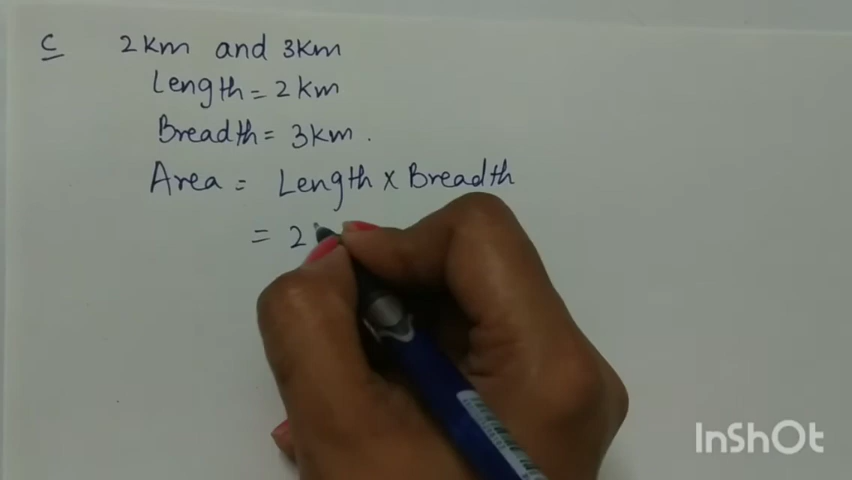 C 2 km and 3 km
Length = 2 km
Breadth = 3 km.
Area = Length x Breadth
= 2
InShOt